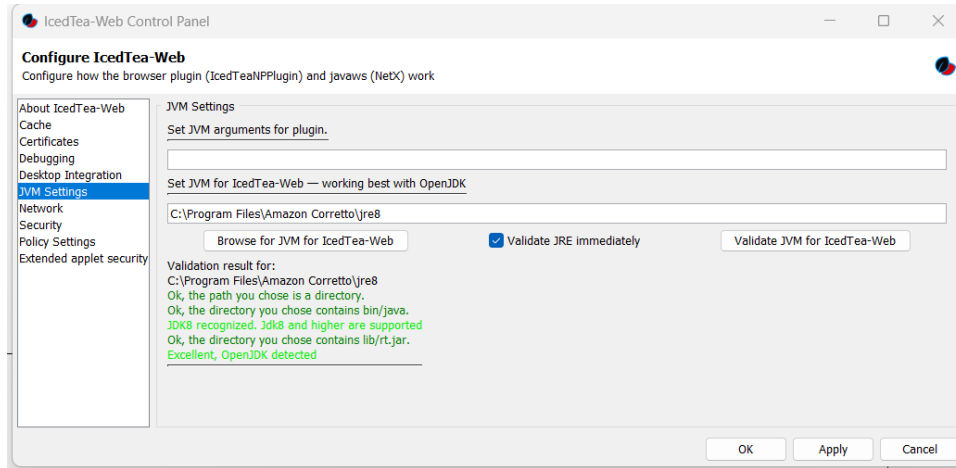 IcedTea-Web Control Panel
Configure IcedTea-Web
Configure how the browser plugin (IcedTeaNPPlugin) and javaws (NetX) work
About IcedTea-Web
Cache
Certificates
Debugging
Desktop Integration
JVM Settings
Network
Security
Policy Settings
Extended applet security
JVM Settings
Set JVM arguments for plugin.
Set JVM for IcedTea-Web — working best with OpenJDK
C:\Program Files\Amazon Corretto\jre8
Browse for JVM for IcedTea-Web
Validate JRE immediately
Validate JVM for IcedTea-Web
Validation result for:
C:\Program Files\Amazon Corretto\jre8
Ok, the path you chose is a directory.
Ok, the directory you chose contains bin/java.
JDK8 recognized. Jdk8 and higher are supported
Ok, the directory you chose contains lib/rt.jar.
Excellent, OpenJDK detected
OK
Apply
Cancel